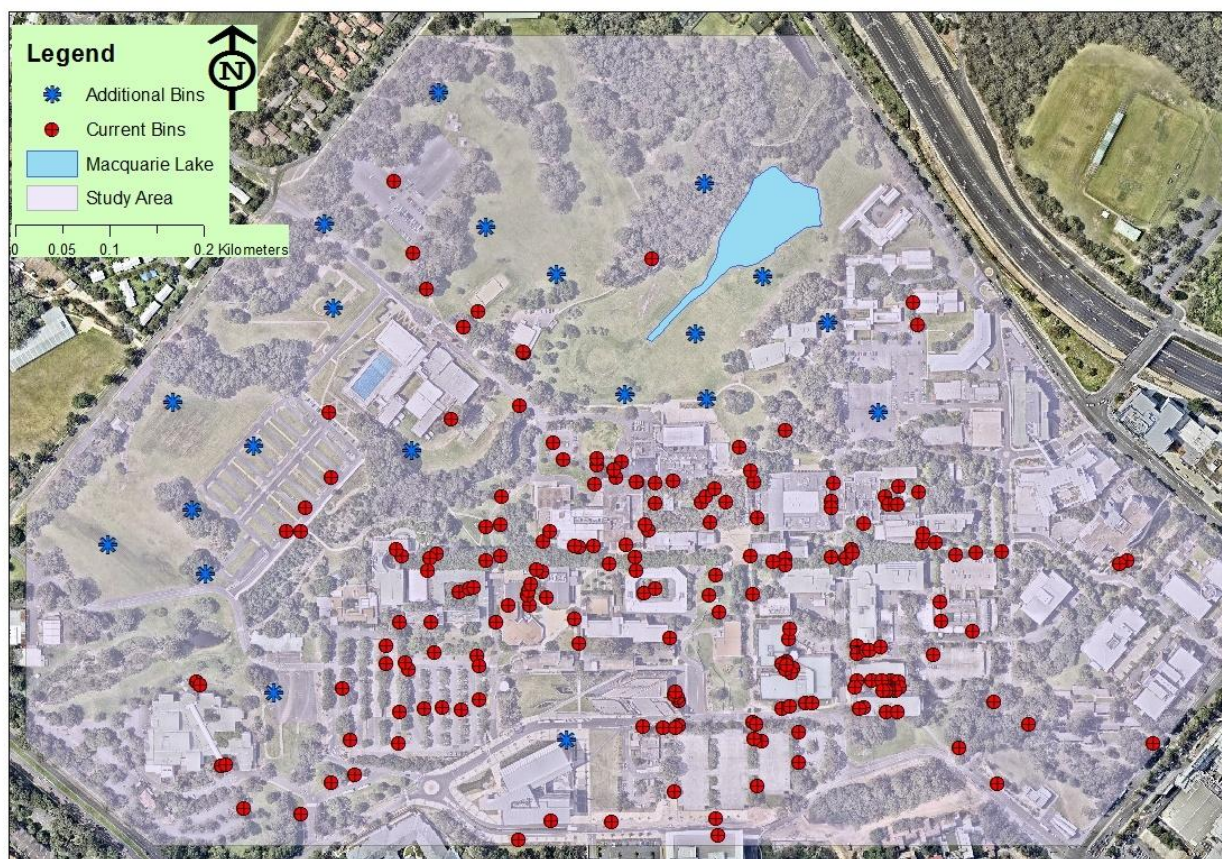 Legend
N
Additional Bins
Current Bins
Macquarie Lake
Study Area
0 0.05 0.1 0.2 Kilometers